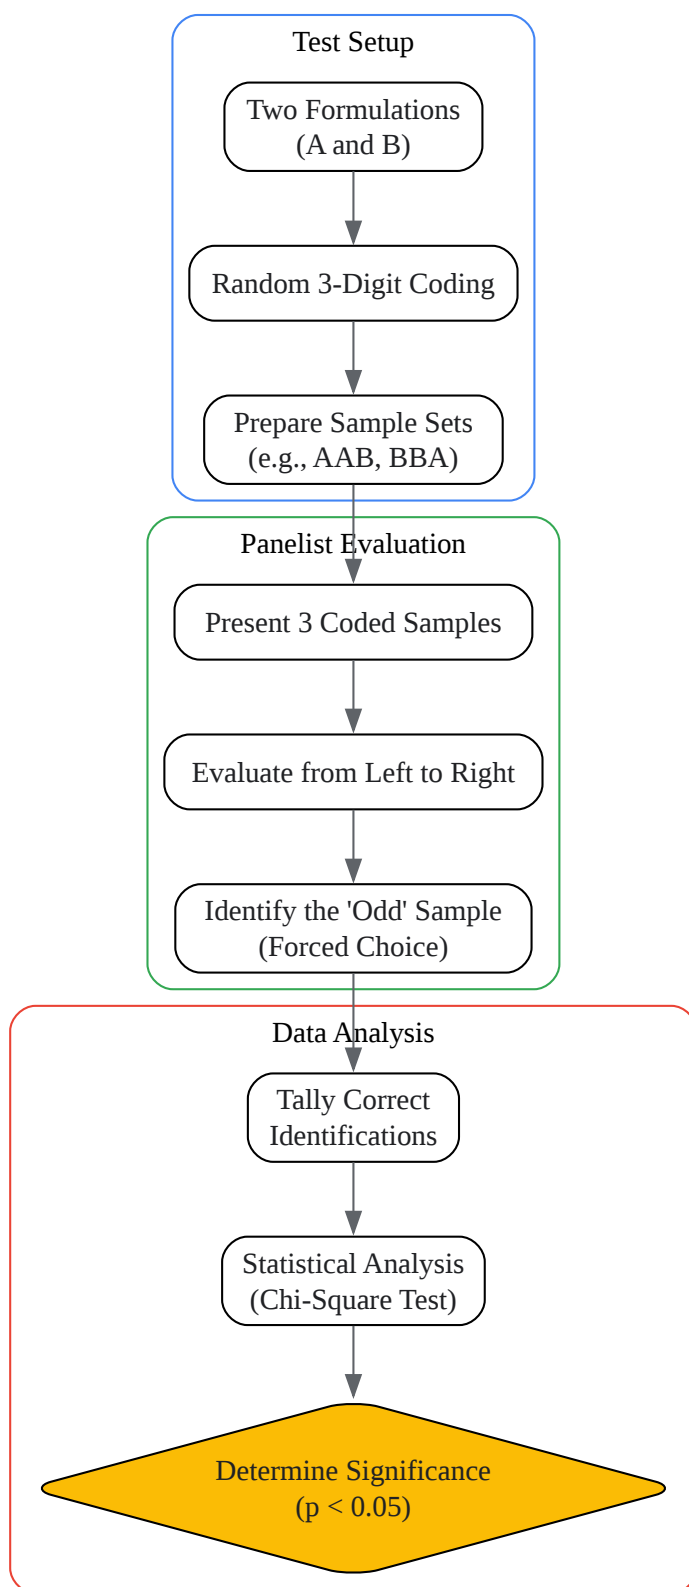 Test Setup
Two Formulations
(A and B)
Random 3-Digit Coding
Prepare Sample Sets
(e.g., AAB, BBA)
Panelist Evaluation
Present 3 Coded Samples
Evaluate from Left to Right
Identify the 'Odd' Sample
(Forced Choice)
Data Analysis
Tally Correct
Identifications
Statistical Analysis
(Chi-Square Test)
Determine Significance
(p < 0.05)